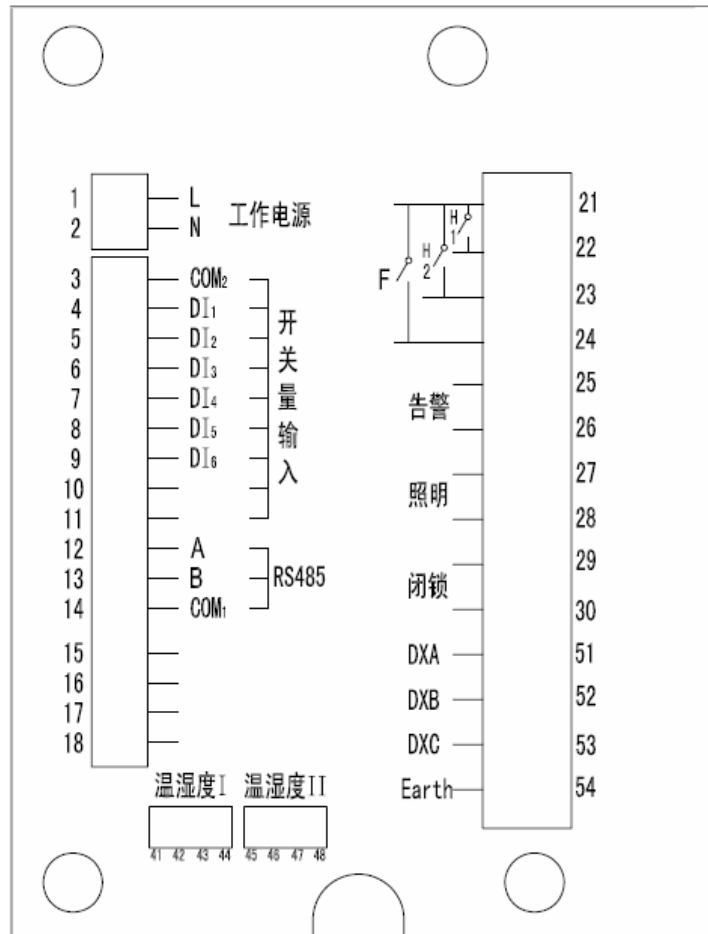 1 L 工作电源
2 N
3 COM₂
4 DI₁
5 DI₂
6 DI₃
7 DI₄
8 DI₅
9 DI₆
10
11
开关量输入
12 A
13 B RS485
14 COM₁
15
16
17
18
温湿度I 温湿度II
41 42 43 44 45 46 47 48
H1 21
H2 22
F 23
24
25
告警 26
27
照明 28
29
闭锁 30
DXA 51
DXB 52
DXC 53
Earth 54